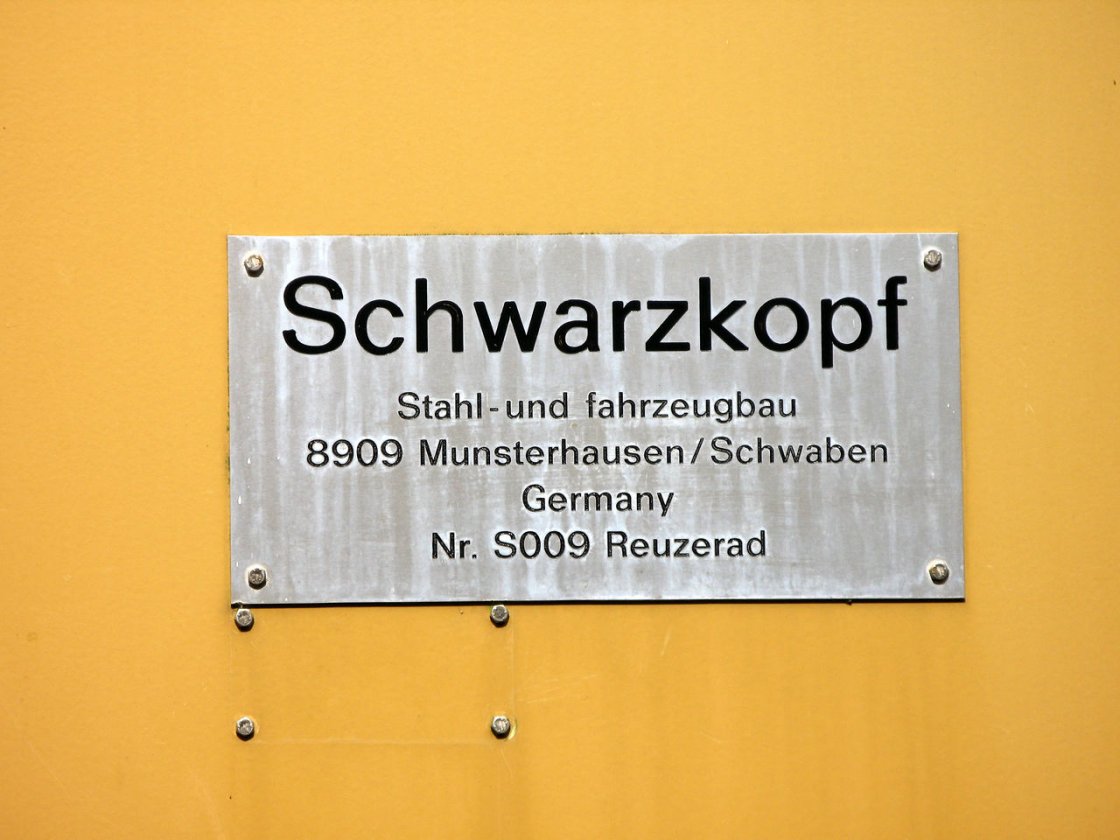 Schwarzkopf
Stahl-und fahrzeugbau
8909 Munsterhausen/Schwaben
Germany
Nr. S009 Reuzerad